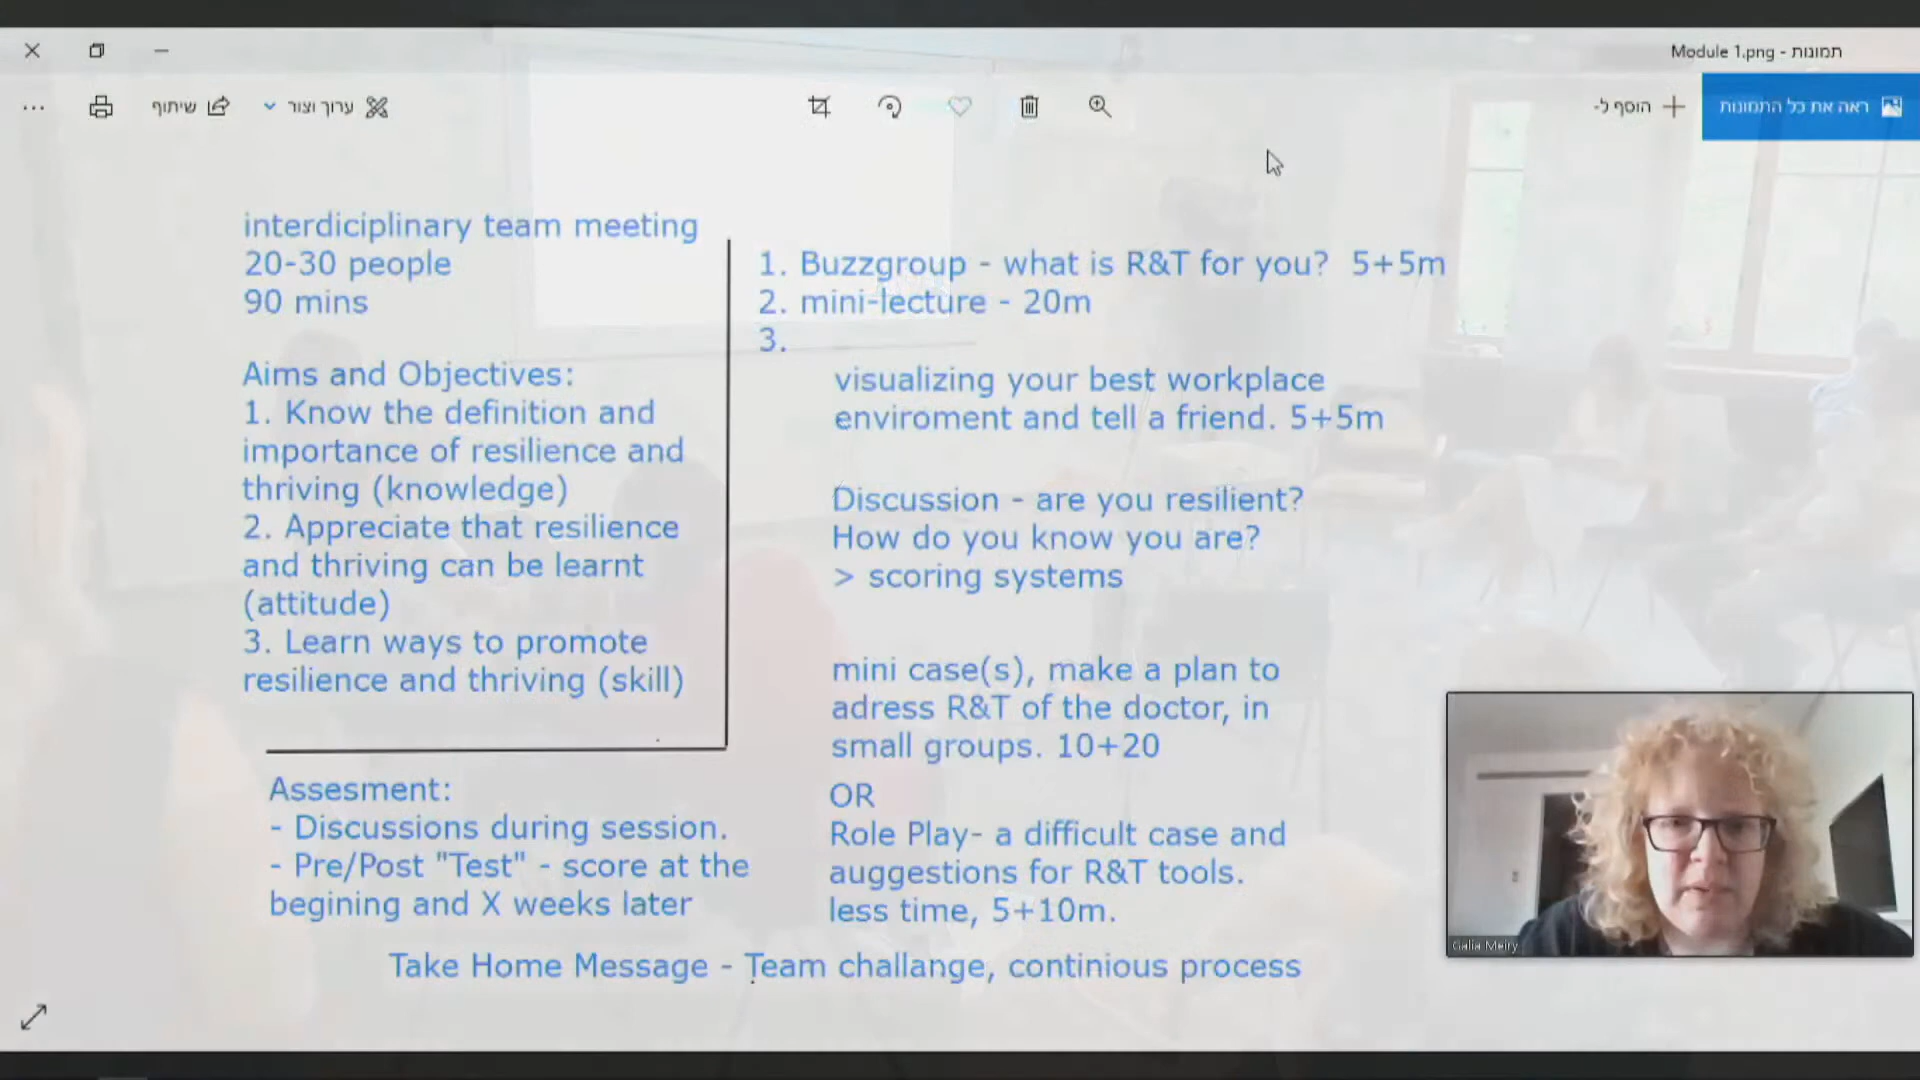 Module 1.png - תמונות
ראה את כל התמונות
הוסף ל-
ערוך וצור
שיתוף
interdiciplinary team meeting
20-30 people
90 mins
Aims and Objectives:
1. Know the definition and
importance of resilience and
thriving (knowledge)
2. Appreciate that resilience
and thriving can be learnt
(attitude)
3. Learn ways to promote
resilience and thriving (skill)
Assesment:
- Discussions during session.
- Pre/Post "Test" - score at the
begining and X weeks later
1. Buzzgroup - what is R&T for you? 5+5m
2. mini-lecture - 20m
3.
visualizing your best workplace
enviroment and tell a friend. 5+5m
Discussion - are you resilient?
How do you know you are?
> scoring systems
mini case(s), make a plan to
adress R&T of the doctor, in
small groups. 10+20
OR
Role Play- a difficult case and
auggestions for R&T tools.
less time, 5+10m.
Take Home Message - Team challange, continious process
Galia Meiry